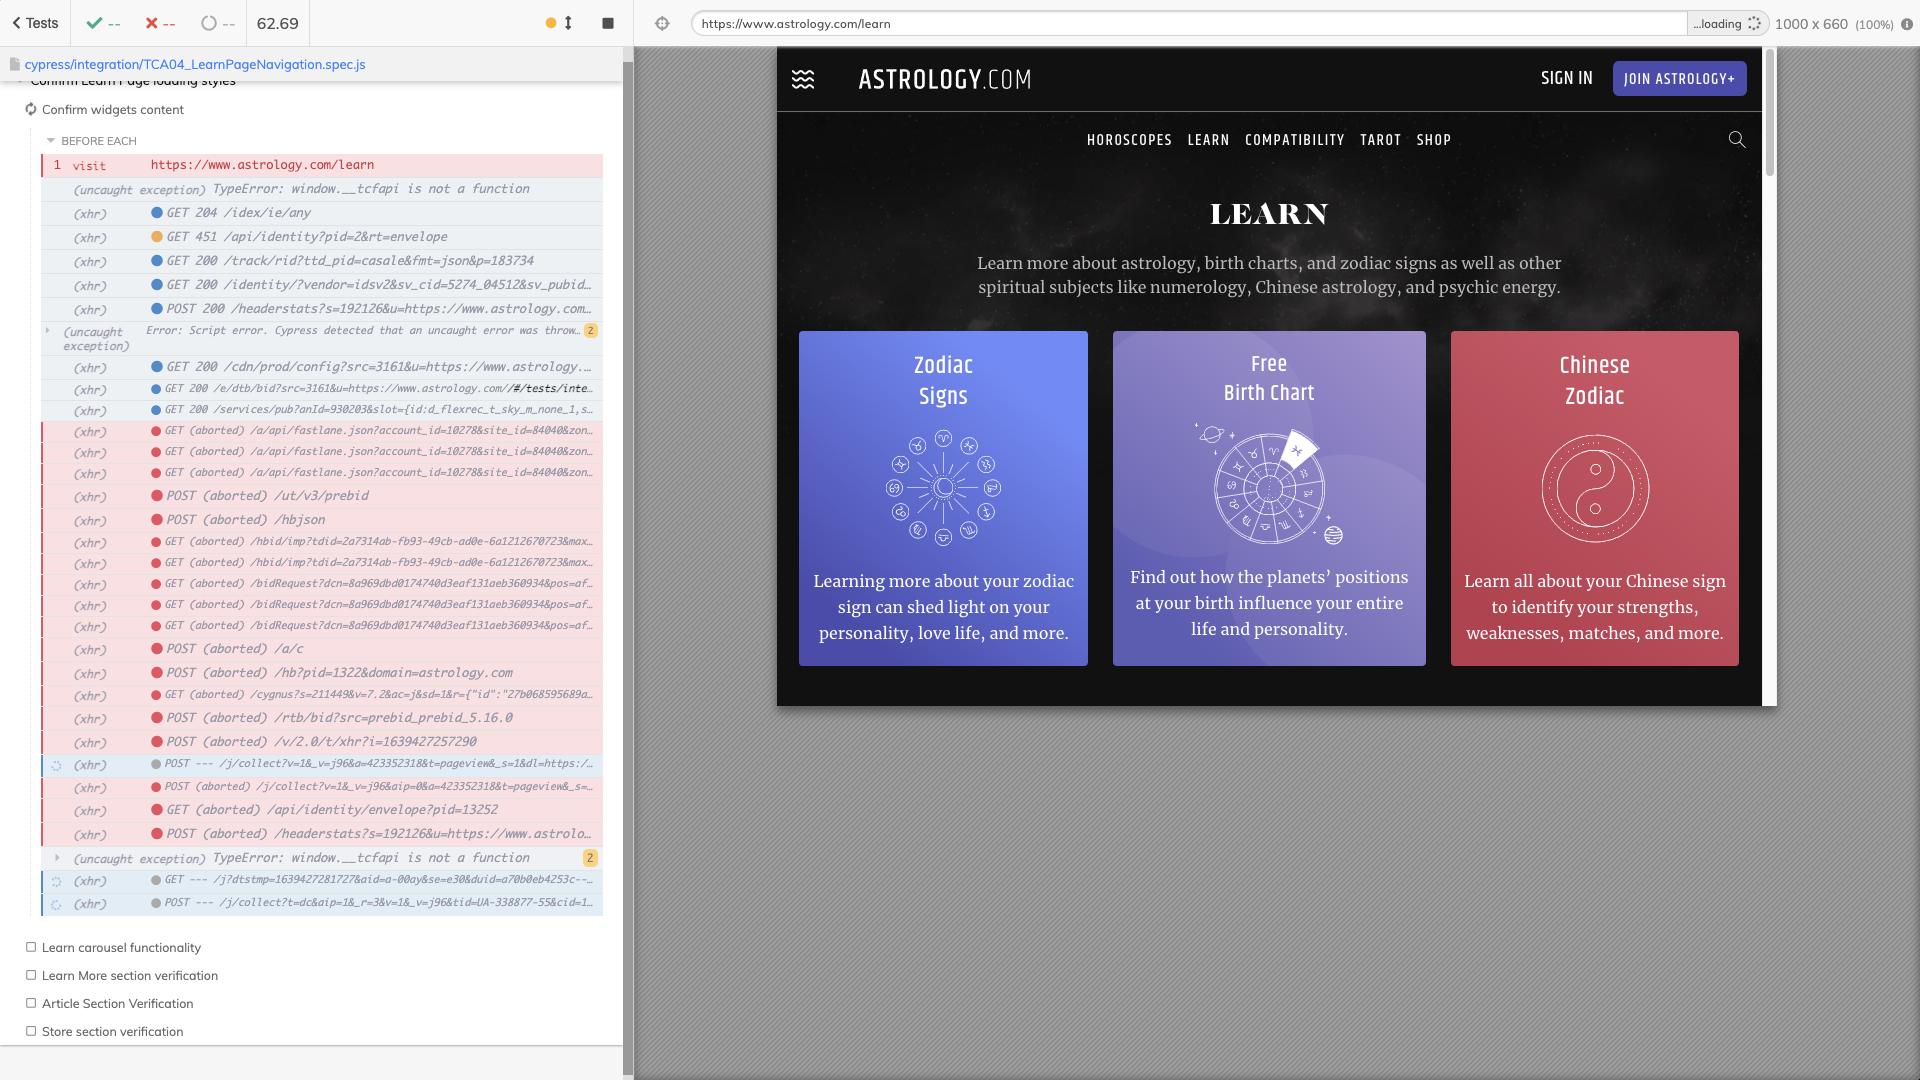 Tests
--
--
--
62.69
cypress/integration/TCA04_LearnPageNavigation.spec.js
Confirm Learn Page loading styles
Confirm widgets content
BEFORE EACH
1 visit https://www.astrology.com/learn
(uncaught exception) TypeError: window.__tcfapi is not a function
(xhr) GET 204 /idex/ie/any
(xhr) GET 451 /api/identity?pid=2&rt=envelope
(xhr) GET 200 /track/rid?ttd_pid=casale&fmt=json&p=183734
(xhr) GET 200 /identity/?vendor=idsv2&sv_cid=5274_04512&sv_pubid…
(xhr) POST 200 /headerstats?s=192126&u=https://www.astrology.com…
(uncaught exception) Error: Script error. Cypress detected that an uncaught error was throw… 2
(xhr) GET 200 /cdn/prod/config?src=3161&u=https://www.astrology.…
(xhr) GET 200 /e/dtb/bid?src=3161&u=https://www.astrology.com//#/tests/inte…
(xhr) GET 200 /services/pub?anId=930203&slot={id:d_flexrec_t_sky_m_none_1,s…
(xhr) GET (aborted) /a/api/fastlane.json?account_id=10278&site_id=84040&zon…
(xhr) GET (aborted) /a/api/fastlane.json?account_id=10278&site_id=84040&zon…
(xhr) GET (aborted) /a/api/fastlane.json?account_id=10278&site_id=84040&zon…
(xhr) POST (aborted) /ut/v3/prebid
(xhr) POST (aborted) /hbjson
(xhr) GET (aborted) /hbid/imp?tdid=2a7314ab-fb93-49cb-ad0e-6a1212670723&max…
(xhr) GET (aborted) /hbid/imp?tdid=2a7314ab-fb93-49cb-ad0e-6a1212670723&max…
(xhr) GET (aborted) /bidRequest?dcn=8a969dbd0174740d3eaf131aeb360934&pos=af…
(xhr) GET (aborted) /bidRequest?dcn=8a969dbd0174740d3eaf131aeb360934&pos=af…
(xhr) GET (aborted) /bidRequest?dcn=8a969dbd0174740d3eaf131aeb360934&pos=af…
(xhr) POST (aborted) /a/c
(xhr) POST (aborted) /hb?pid=1322&domain=astrology.com
(xhr) GET (aborted) /cygnus?s=211449&v=7.2&ac=j&sd=1&r={"id":"27b068595689a…
(xhr) POST (aborted) /rtb/bid?src=prebid_prebid_5.16.0
(xhr) POST (aborted) /v/2.0/t/xhr?i=1639427257290
(xhr) POST --- /j/collect?v=1&_v=j96&a=423352318&t=pageview&_s=1&dl=https:/…
(xhr) POST (aborted) /j/collect?v=1&_v=j96&aip=0&a=423352318&t=pageview&_s=…
(xhr) GET (aborted) /api/identity/envelope?pid=13252
(xhr) POST (aborted) /headerstats?s=192126&u=https://www.astrolo…
(uncaught exception) TypeError: window.__tcfapi is not a function 2
(xhr) GET --- /j?dtstmp=1639427281727&aid=a-00ay&se=e30&duid=a70b0eb4253c--…
(xhr) POST --- /j/collect?t=dc&aip=1&_r=3&v=1&_v=j96&tid=UA-338877-55&cid=1…
Learn carousel functionality
Learn More section verification
Article Section Verification
Store section verification
https://www.astrology.com/learn
...loading
1000 x 660 (100%)
ASTROLOGY.COM
SIGN IN
JOIN ASTROLOGY+
HOROSCOPES LEARN COMPATIBILITY TAROT SHOP
LEARN
Learn more about astrology, birth charts, and zodiac signs as well as other
spiritual subjects like numerology, Chinese astrology, and psychic energy.
Zodiac
Signs
Learning more about your zodiac
sign can shed light on your
personality, love life, and more.
Free
Birth Chart
Find out how the planets’ positions
at your birth influence your entire
life and personality.
Chinese
Zodiac
Learn all about your Chinese sign
to identify your strengths,
weaknesses, matches, and more.